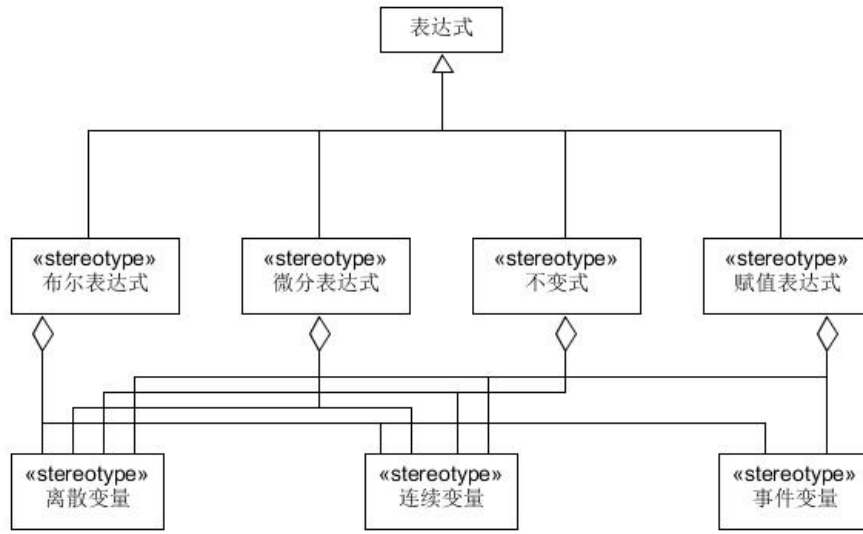 表达式
«stereotype»
布尔表达式
«stereotype»
微分表达式
«stereotype»
不变式
«stereotype»
赋值表达式
«stereotype»
离散变量
«stereotype»
连续变量
«stereotype»
事件变量